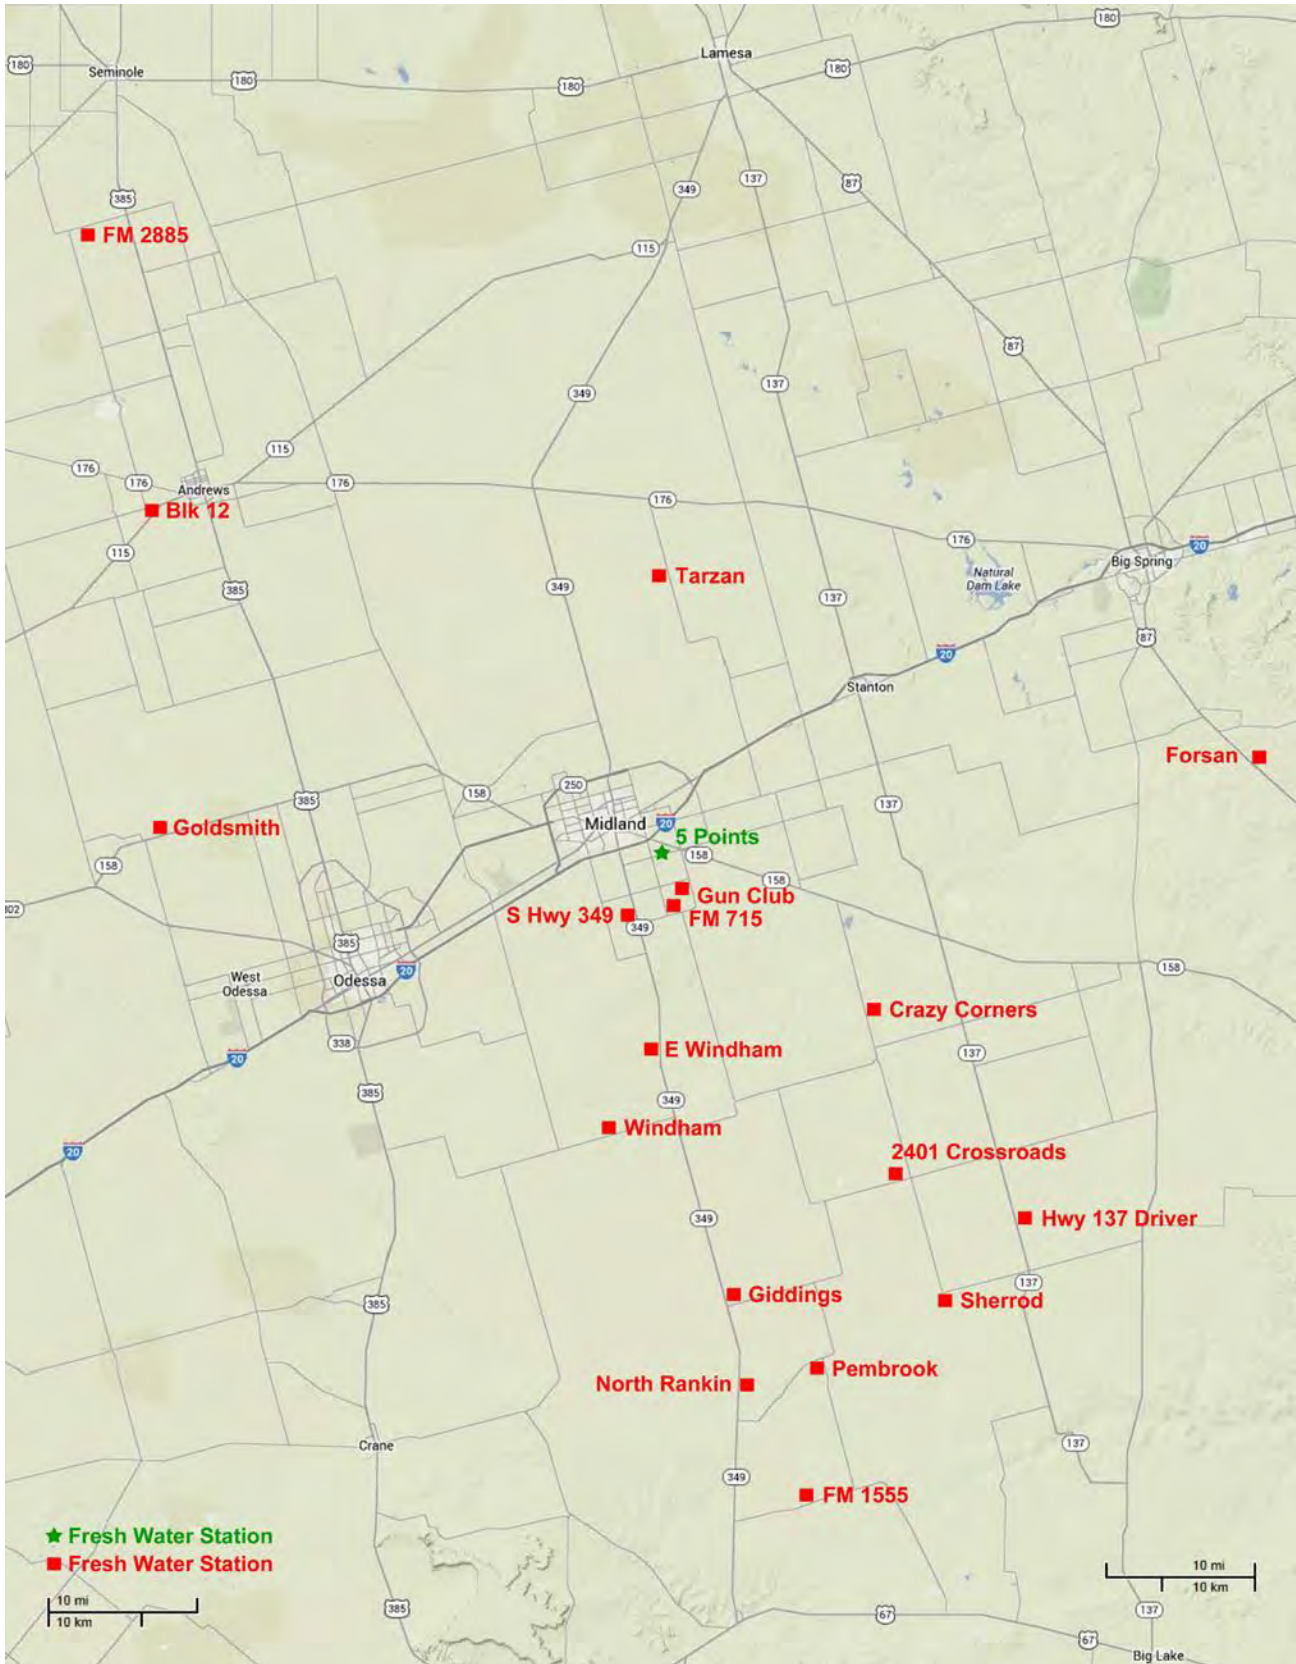 180
Lamesa
180
Seminole
180
180
180
385
349
137
87
FM 2885
115
87
137
349
115
176
176
176
Andrews
176
Blk 12
115
176
20
Big Spring
Natural
Dam Lake
Tarzan
349
385
137
87
20
Stanton
Forsan
250
158
385
137
Goldsmith
Midland
20
5 Points
158
158
158
302
Gun Club
S Hwy 349
FM 715
349
385
West
Odessa
Odessa
20
158
Crazy Corners
338
20
E Windham
137
385
349
Windham
20
2401 Crossroads
349
Hwy 137 Driver
385
Giddings
137
Sherrod
Pembrook
North Rankin
Crane
137
349
FM 1555
Fresh Water Station
Fresh Water Station
10 mi
10 km
10 mi
10 km
385
67
137
67
Big Lake